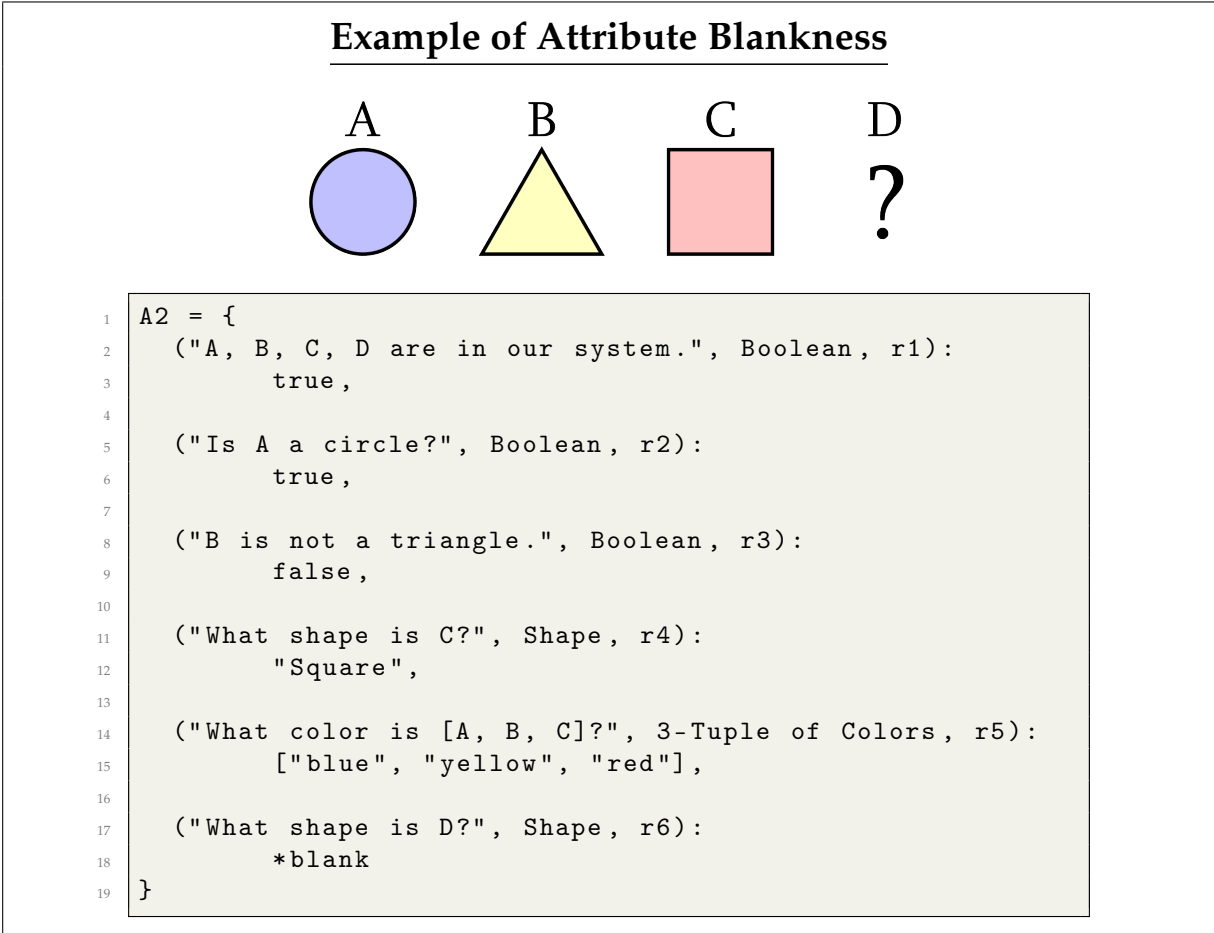 Example of Attribute Blankness
A B C D
?
1 A2 = {
2 ("A, B, C, D are in our system.", Boolean, r1):
3 true,
4
5 ("Is A a circle?", Boolean, r2):
6 true,
7
8 ("B is not a triangle.", Boolean, r3):
9 false,
10
11 ("What shape is C?", Shape, r4):
12 "Square",
13
14 ("What color is [A, B, C]?", 3-Tuple of Colors, r5):
15 ["blue", "yellow", "red"],
16
17 ("What shape is D?", Shape, r6):
18 *blank
19 }